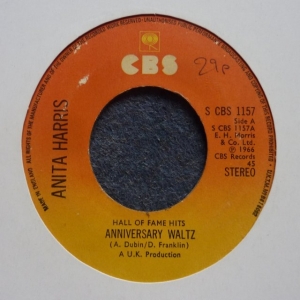 CBS
29p
ANITA HARRIS
S CBS 1157
Side A
S CBS 1157A
E. H. Morris
& Co. Ltd.
℗ 1966
CBS Records
45
STEREO
HALL OF FAME HITS
ANNIVERSARY WALTZ
(A. Dubin/D. Franklin)
A U.K. Production